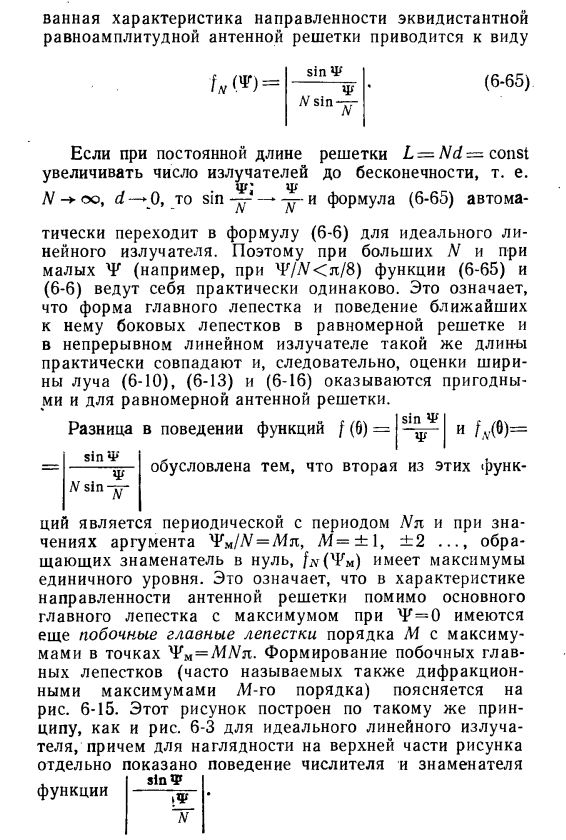 ванная характеристика направленности эквидистантной
равноамплитудной антенной решетки приводится к виду
f_N (Ψ) = | sin Ψ / (N sin Ψ/N) |. (6-65)
Если при постоянной длине решетки L = Nd = const
увеличивать число излучателей до бесконечности, т. е.
N → ∞, d → 0, то sin Ψ/N → Ψ/N и формула (6-65) автома-
тически переходит в формулу (6-6) для идеального ли-
нейного излучателя. Поэтому при больших N и при
малых Ψ (например, при Ψ/N<π/8) функции (6-65) и
(6-6) ведут себя практически одинаково. Это означает,
что форма главного лепестка и поведение ближайших
к нему боковых лепестков в равномерной решетке и
в непрерывном линейном излучателе такой же длины
практически совпадают и, следовательно, оценки шири-
ны луча (6-10), (6-13) и (6-16) оказываются пригодны-
ми и для равномерной антенной решетки.
Разница в поведении функций f (θ) = | sin Ψ / Ψ | и f_N(θ)=
= | sin Ψ / (N sin Ψ/N) | обусловлена тем, что вторая из этих функ-
ций является периодической с периодом Nπ и при зна-
чениях аргумента Ψ_м/N=Mπ, M=±1, ±2 ..., обра-
щающих знаменатель в нуль, f_N(Ψ_м) имеет максимумы
единичного уровня. Это означает, что в характеристике
направленности антенной решетки помимо основного
главного лепестка с максимумом при Ψ=0 имеются
еще побочные главные лепестки порядка M с максиму-
мами в точках Ψ_м=MNπ. Формирование побочных глав-
ных лепестков (часто называемых также дифракцион-
ными максимумами M-го порядка) поясняется на
рис. 6-15. Этот рисунок построен по такому же прин-
ципу, как и рис. 6-3 для идеального линейного излуча-
теля, причем для наглядности на верхней части рисунка
отдельно показано поведение числителя и знаменателя
функции | sin Ψ / (Ψ/N) |.